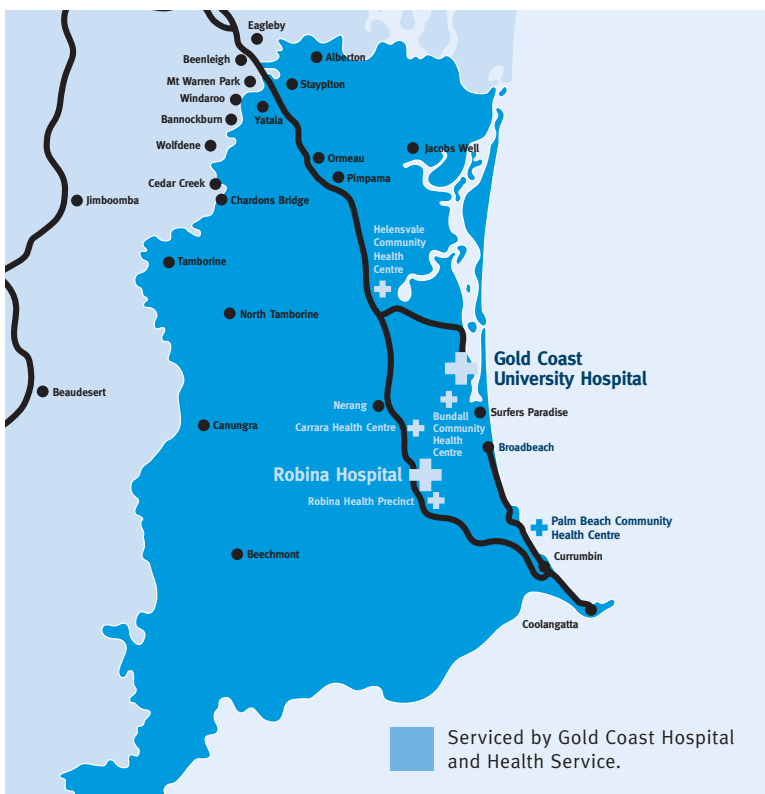 Eagleby
Beenleigh
Alberton
Mt Warren Park
Stayplton
Windaroo
Yatala
Bannockburn
Wolfdene
Jacobs Well
Ormeau
Pimpama
Cedar Creek
Chardons Bridge
Jimboomba
Helensvale
Community
Health
Centre
Tamborine
North Tamborine
Gold Coast
University Hospital
Beaudesert
Nerang
Surfers Paradise
Bundall
Community
Health
Centre
Carrara Health Centre
Canungra
Broadbeach
Robina Hospital
Robina Health Precinct
Palm Beach Community
Health Centre
Beechmont
Currumbin
Coolangatta
Serviced by Gold Coast Hospital
and Health Service.